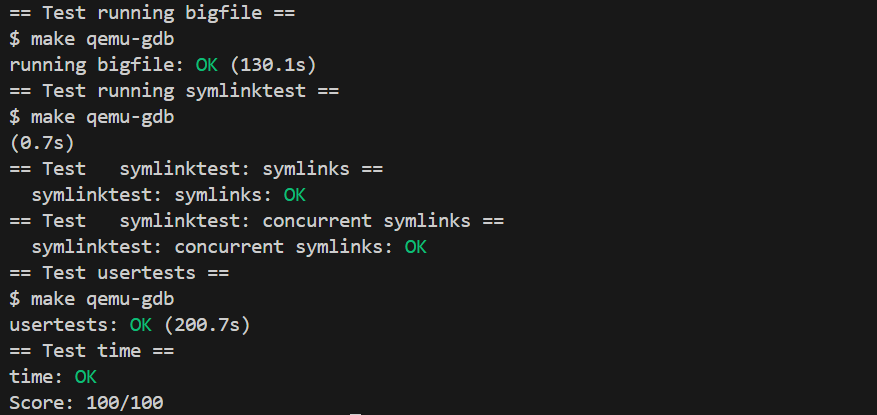 == Test running bigfile ==
$ make qemu-gdb
running bigfile: OK (130.1s)
== Test running symlinktest ==
$ make qemu-gdb
(0.7s)
== Test   symlinktest: symlinks ==
  symlinktest: symlinks: OK
== Test   symlinktest: concurrent symlinks ==
  symlinktest: concurrent symlinks: OK
== Test usertests ==
$ make qemu-gdb
usertests: OK (200.7s)
== Test time ==
time: OK
Score: 100/100